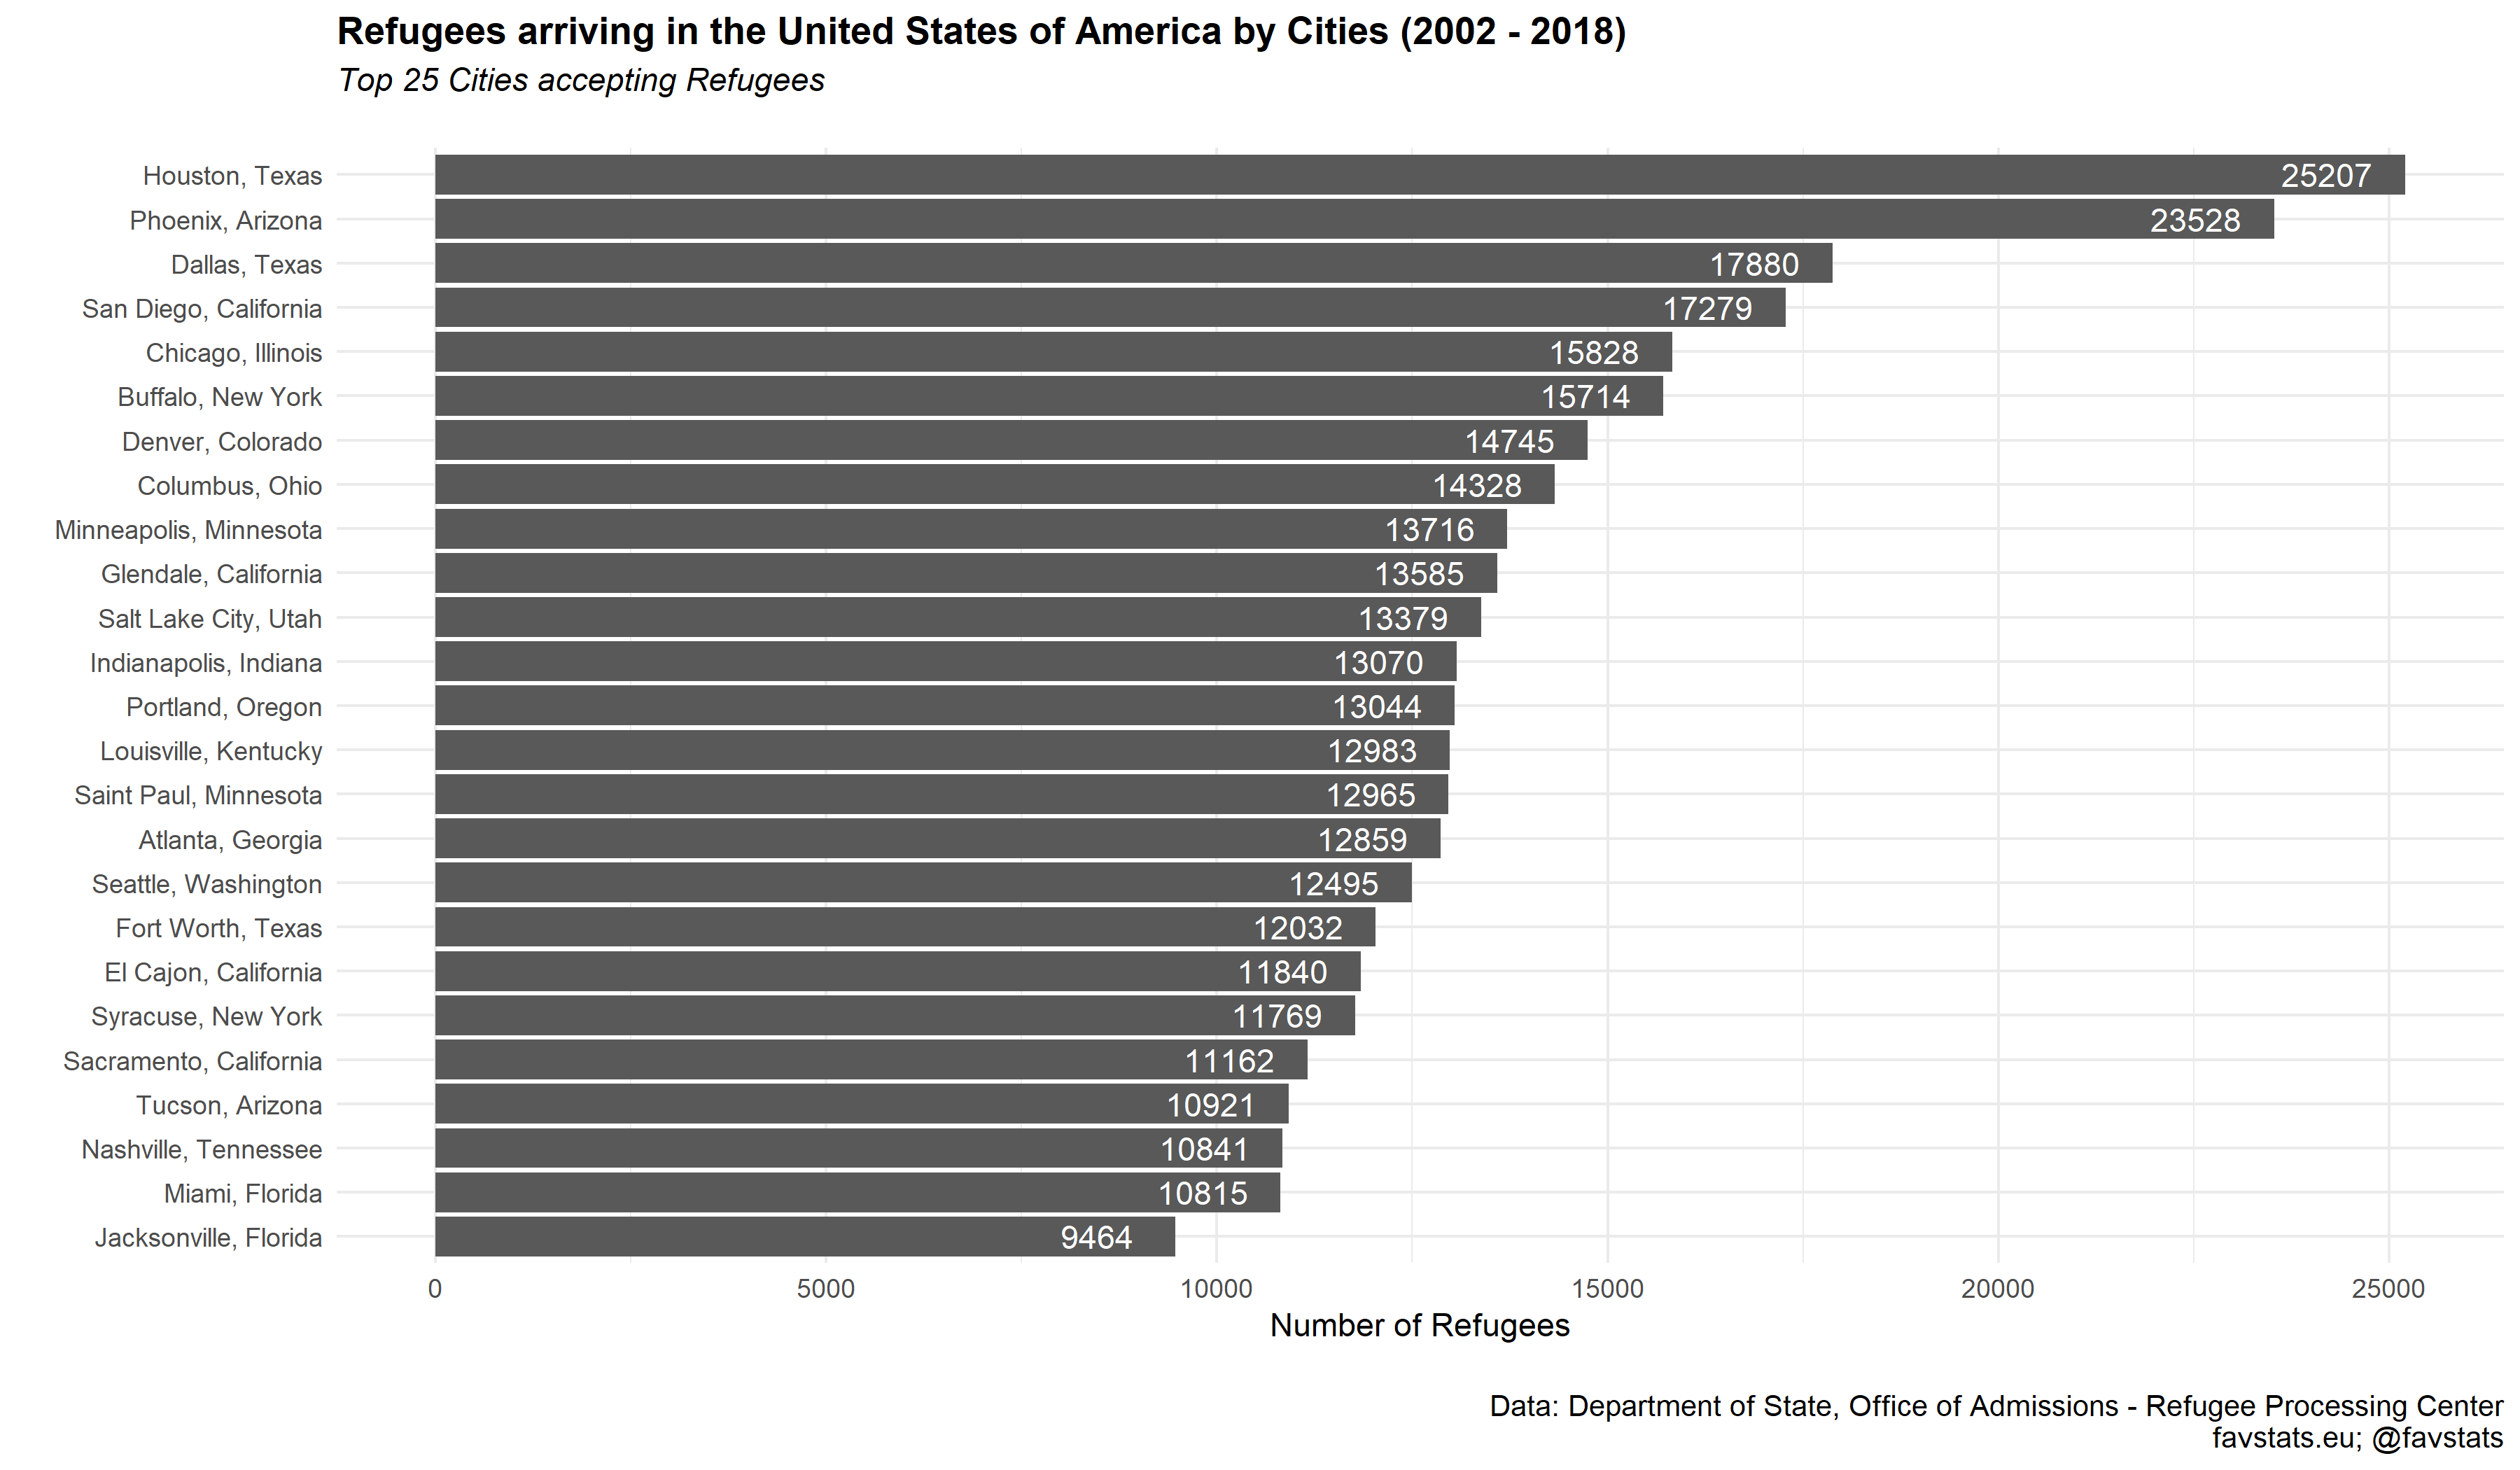 Refugees arriving in the United States of America by Cities (2002 - 2018)
Top 25 Cities accepting Refugees
Houston, Texas 25207
Phoenix, Arizona 23528
Dallas, Texas 17880
San Diego, California 17279
Chicago, Illinois 15828
Buffalo, New York 15714
Denver, Colorado 14745
Columbus, Ohio 14328
Minneapolis, Minnesota 13716
Glendale, California 13585
Salt Lake City, Utah 13379
Indianapolis, Indiana 13070
Portland, Oregon 13044
Louisville, Kentucky 12983
Saint Paul, Minnesota 12965
Atlanta, Georgia 12859
Seattle, Washington 12495
Fort Worth, Texas 12032
El Cajon, California 11840
Syracuse, New York 11769
Sacramento, California 11162
Tucson, Arizona 10921
Nashville, Tennessee 10841
Miami, Florida 10815
Jacksonville, Florida 9464
0 5000 10000 15000 20000 25000
Number of Refugees
Data: Department of State, Office of Admissions - Refugee Processing Center
favstats.eu; @favstats